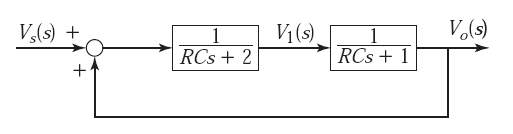 V_s(s) +
1
RCs + 2
V_1(s)
1
RCs + 1
V_o(s)
+